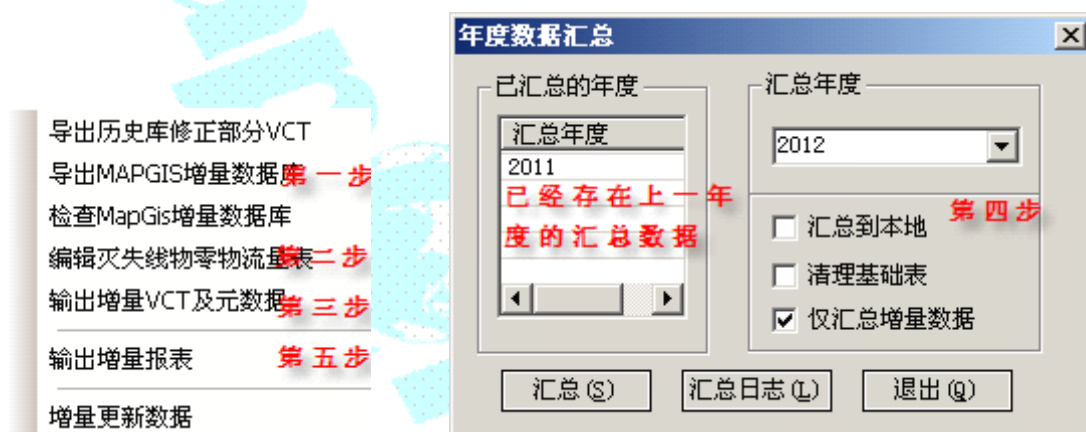 导出历史库修正部分VCT
导出MAPGIS增量数据库 第一步
检查MapGis增量数据库
编辑灭失线物零物流量表 第二步
输出增量VCT及元数据 第三步
输出增量报表 第五步
增量更新数据
年度数据汇总
已汇总的年度
汇总年度
2011
已经存在上一年
度的汇总数据
汇总年度
2012
第四步
汇总到本地
清理基础表
仅汇总增量数据
汇总(S)
汇总日志(L)
退出(Q)